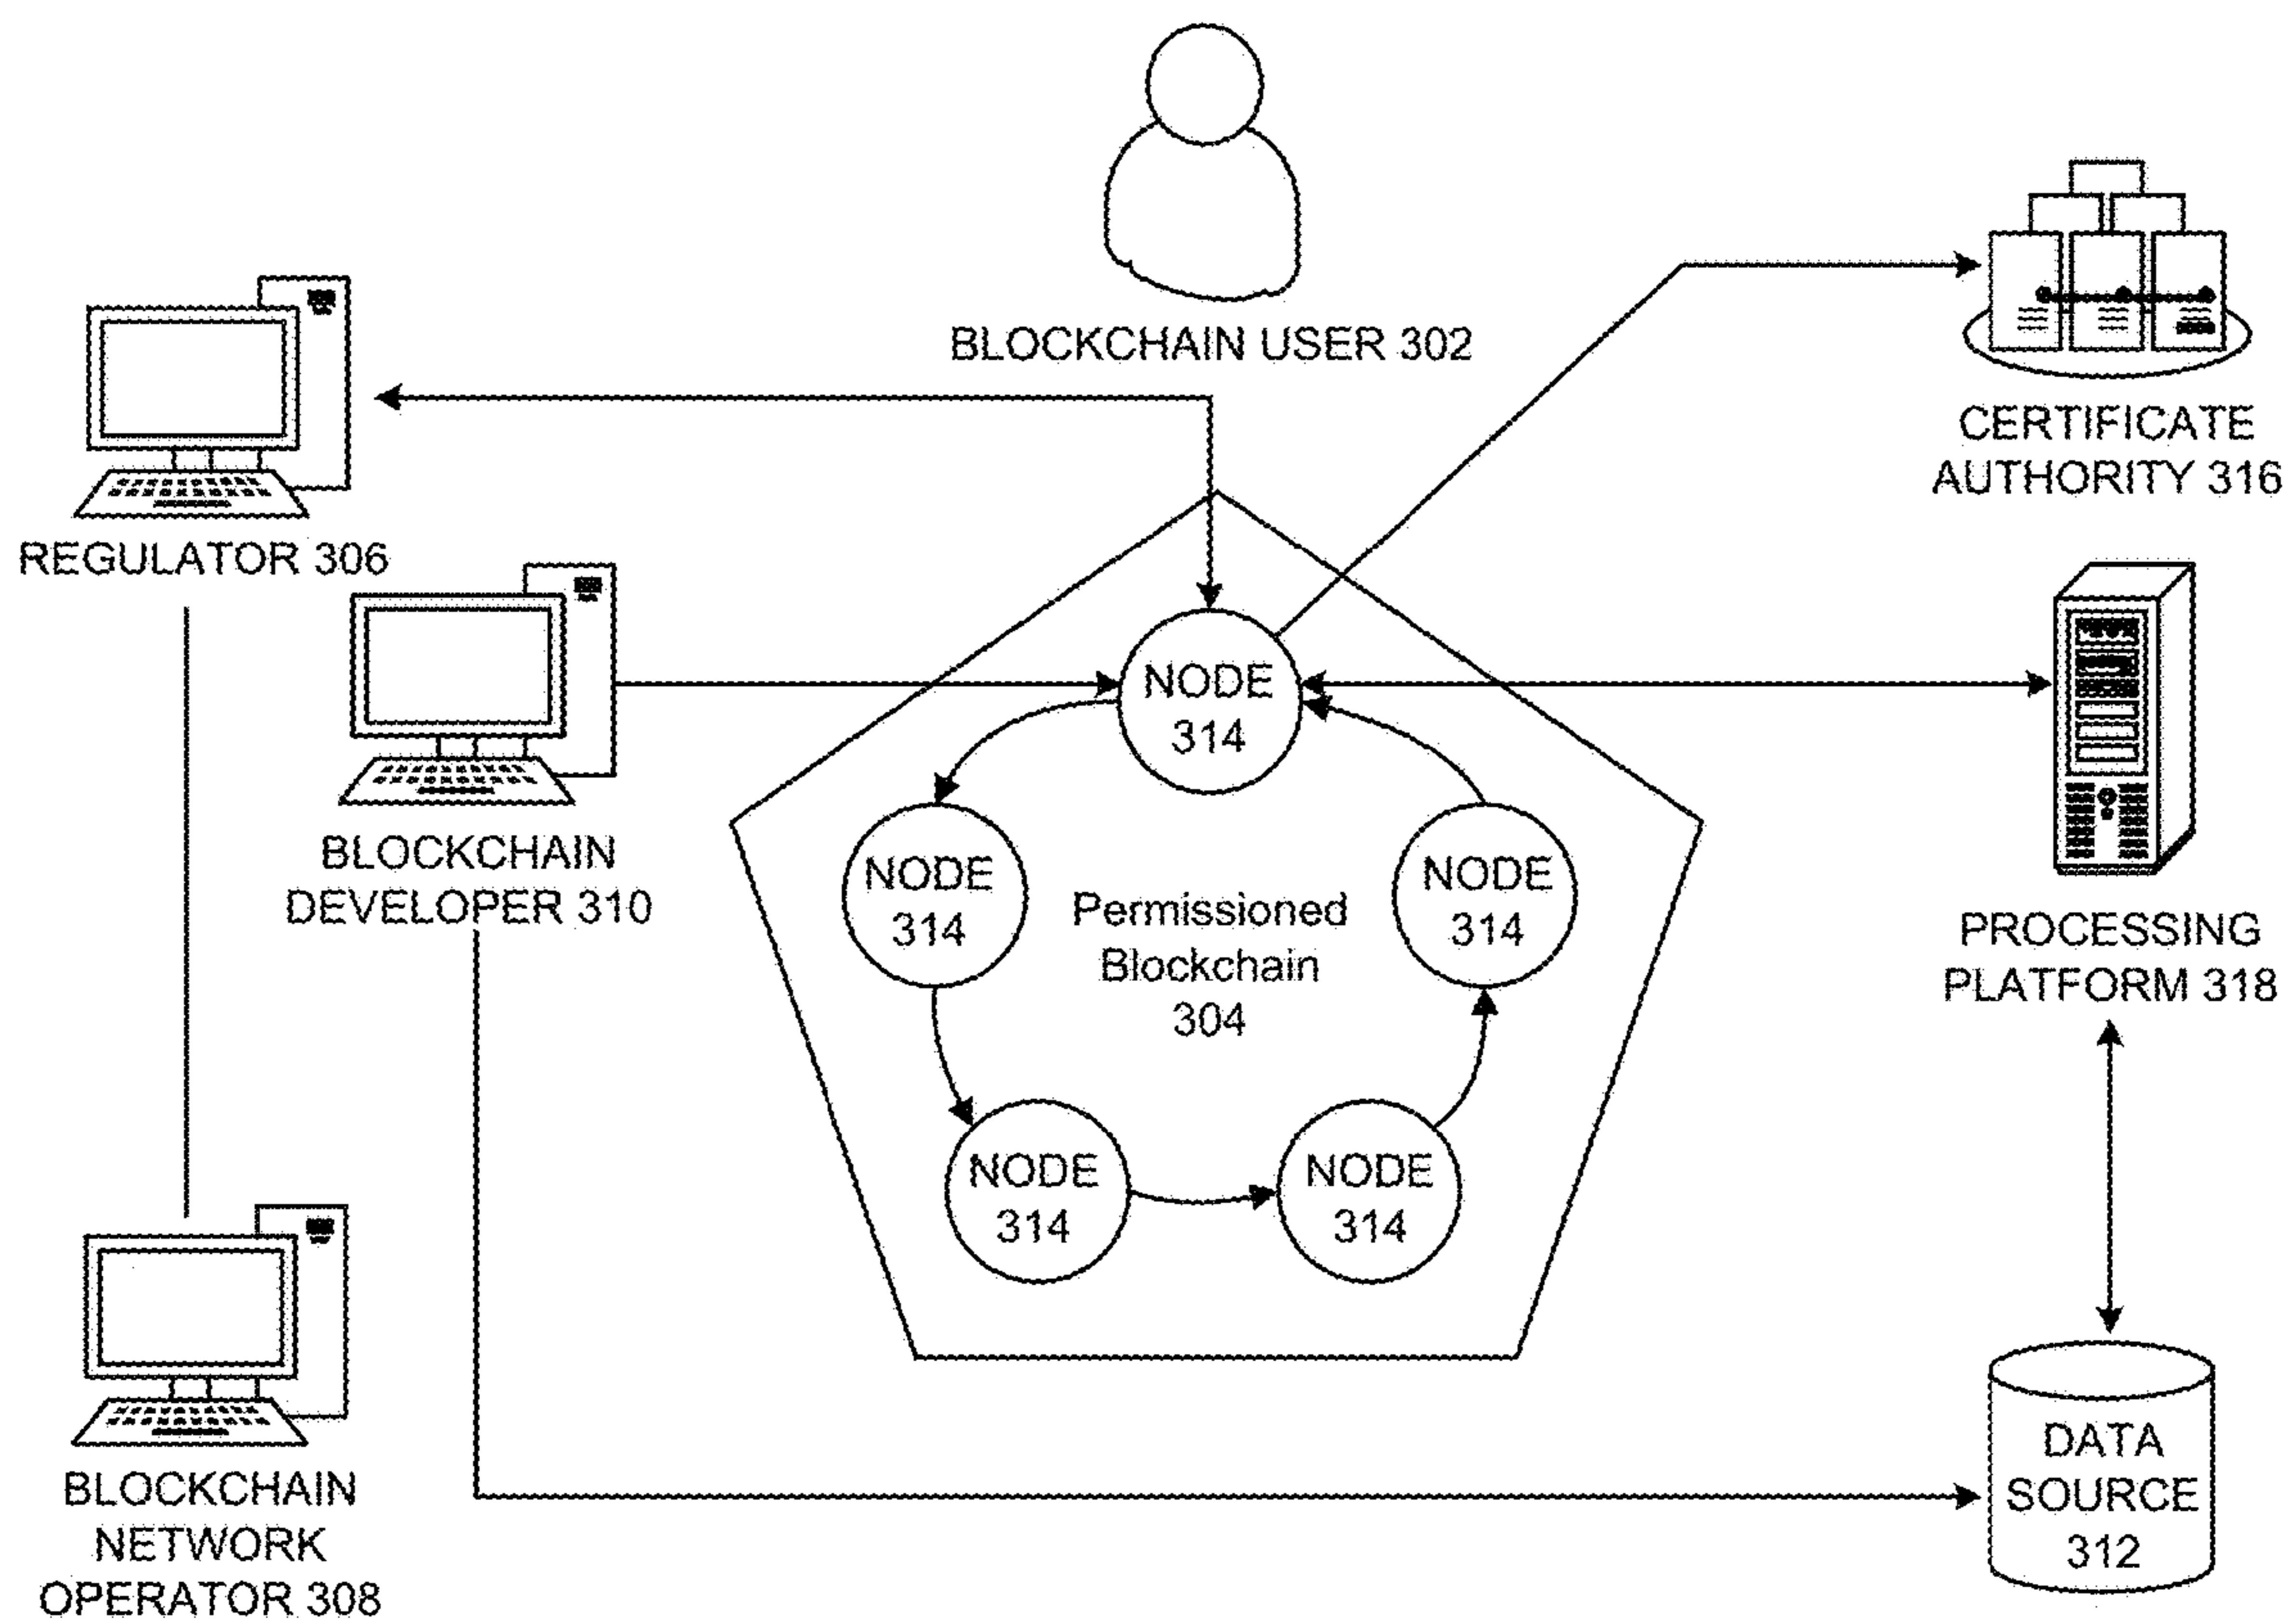 BLOCKCHAIN USER 302
CERTIFICATE
AUTHORITY 316
REGULATOR 306
BLOCKCHAIN
DEVELOPER 310
NODE
314
NODE
314
Permissioned
Blockchain
304
NODE
314
PROCESSING
PLATFORM 318
NODE
314
NODE
314
BLOCKCHAIN
NETWORK
OPERATOR 308
DATA
SOURCE
312